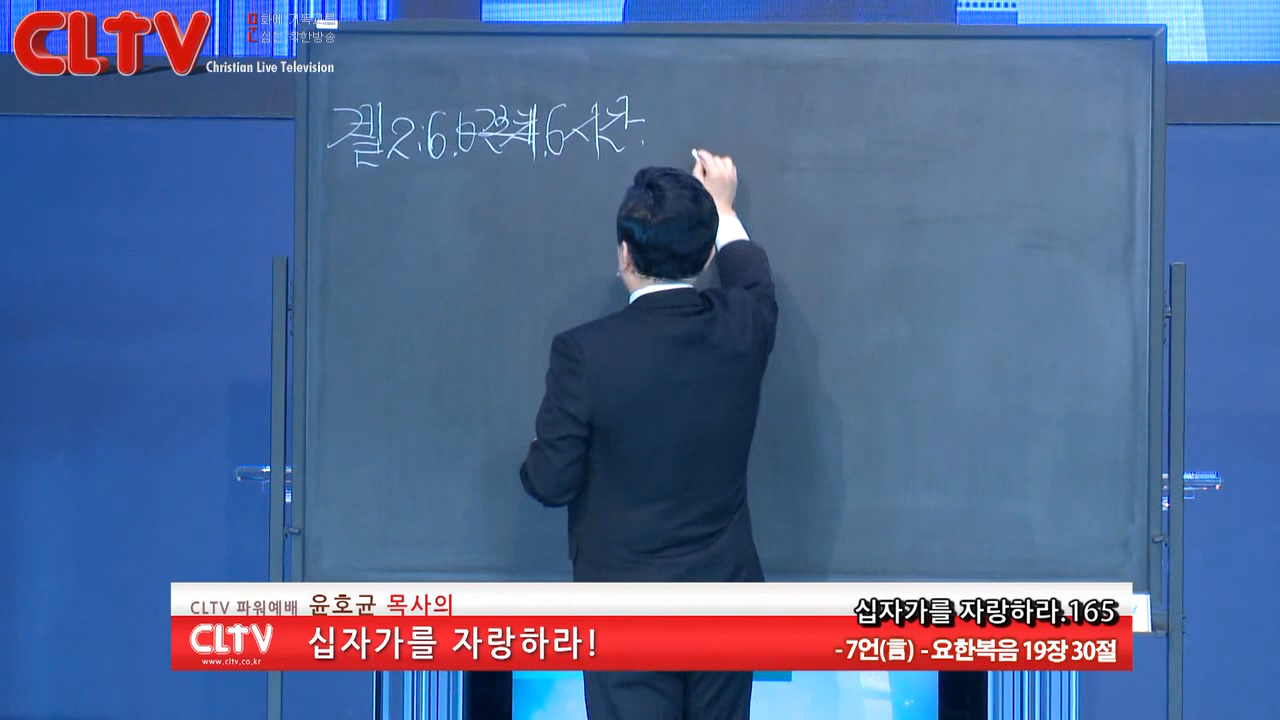 CLTV
Christian Live Television
겔2:6, 6 6시간.
CLTV 파워예배 윤호균 목사의
십자가를 자랑하라.165
CLTV
www.cltv.co.kr
십자가를 자랑하라!
- 7언(言) - 요한복음 19장 30절